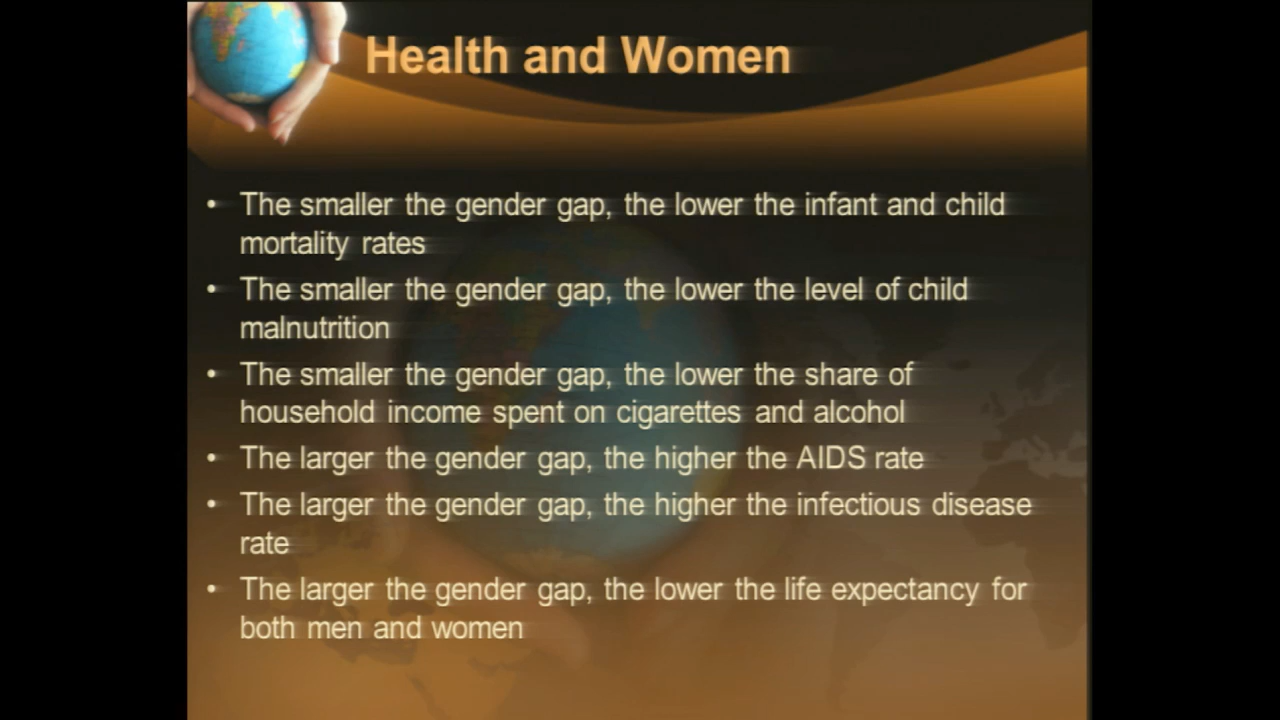 Health and Women
• The smaller the gender gap, the lower the infant and child
mortality rates
• The smaller the gender gap, the lower the level of child
malnutrition
• The smaller the gender gap, the lower the share of
household income spent on cigarettes and alcohol
• The larger the gender gap, the higher the AIDS rate
• The larger the gender gap, the higher the infectious disease
rate
• The larger the gender gap, the lower the life expectancy for
both men and women